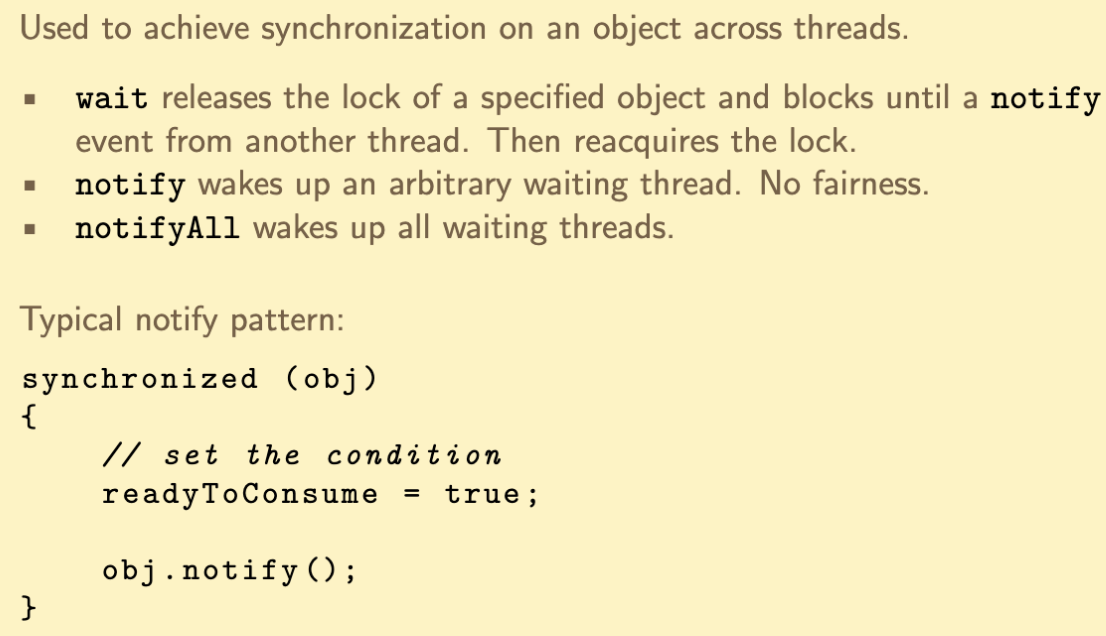 Used to achieve synchronization on an object across threads.
▪ wait releases the lock of a specified object and blocks until a notify
event from another thread. Then reacquires the lock.
▪ notify wakes up an arbitrary waiting thread. No fairness.
▪ notifyAll wakes up all waiting threads.
Typical notify pattern:
synchronized (obj)
{
    // set the condition
    readyToConsume = true;
    obj.notify();
}